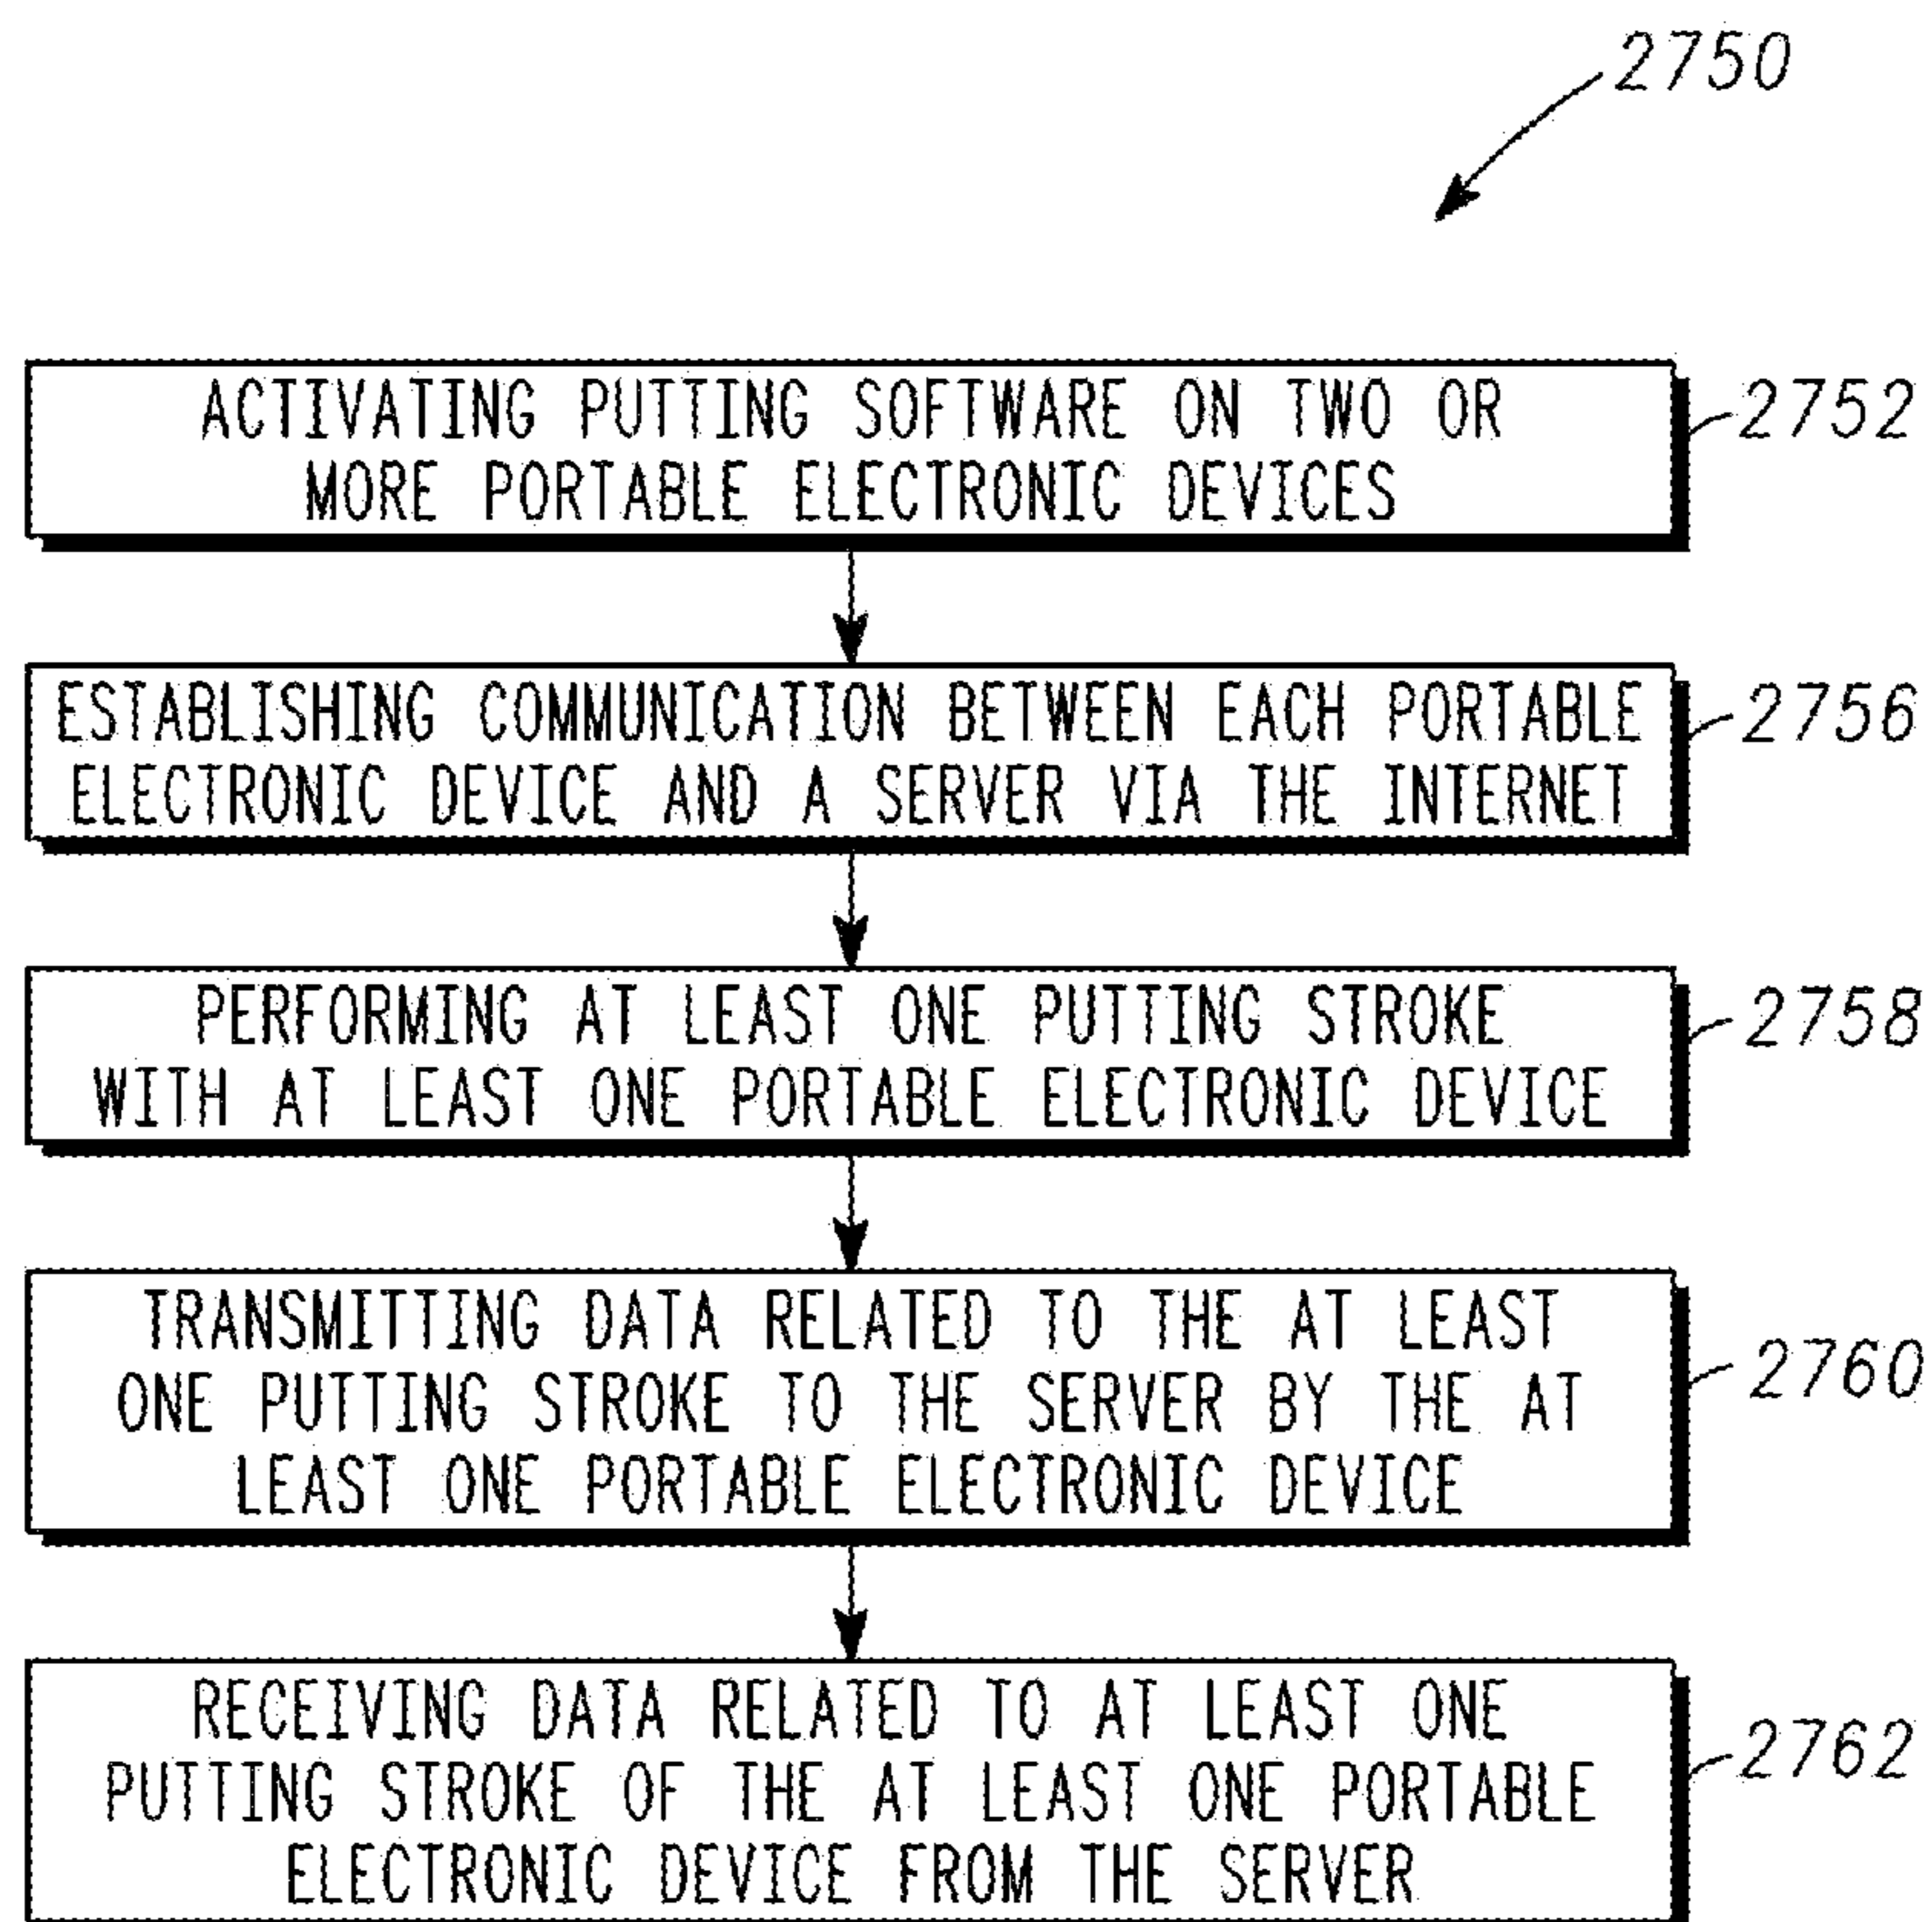 2750
ACTIVATING PUTTING SOFTWARE ON TWO OR
MORE PORTABLE ELECTRONIC DEVICES
2752
ESTABLISHING COMMUNICATION BETWEEN EACH PORTABLE
ELECTRONIC DEVICE AND A SERVER VIA THE INTERNET
2756
PERFORMING AT LEAST ONE PUTTING STROKE
WITH AT LEAST ONE PORTABLE ELECTRONIC DEVICE
2758
TRANSMITTING DATA RELATED TO THE AT LEAST
ONE PUTTING STROKE TO THE SERVER BY THE AT
LEAST ONE PORTABLE ELECTRONIC DEVICE
2760
RECEIVING DATA RELATED TO AT LEAST ONE
PUTTING STROKE OF THE AT LEAST ONE PORTABLE
ELECTRONIC DEVICE FROM THE SERVER
2762